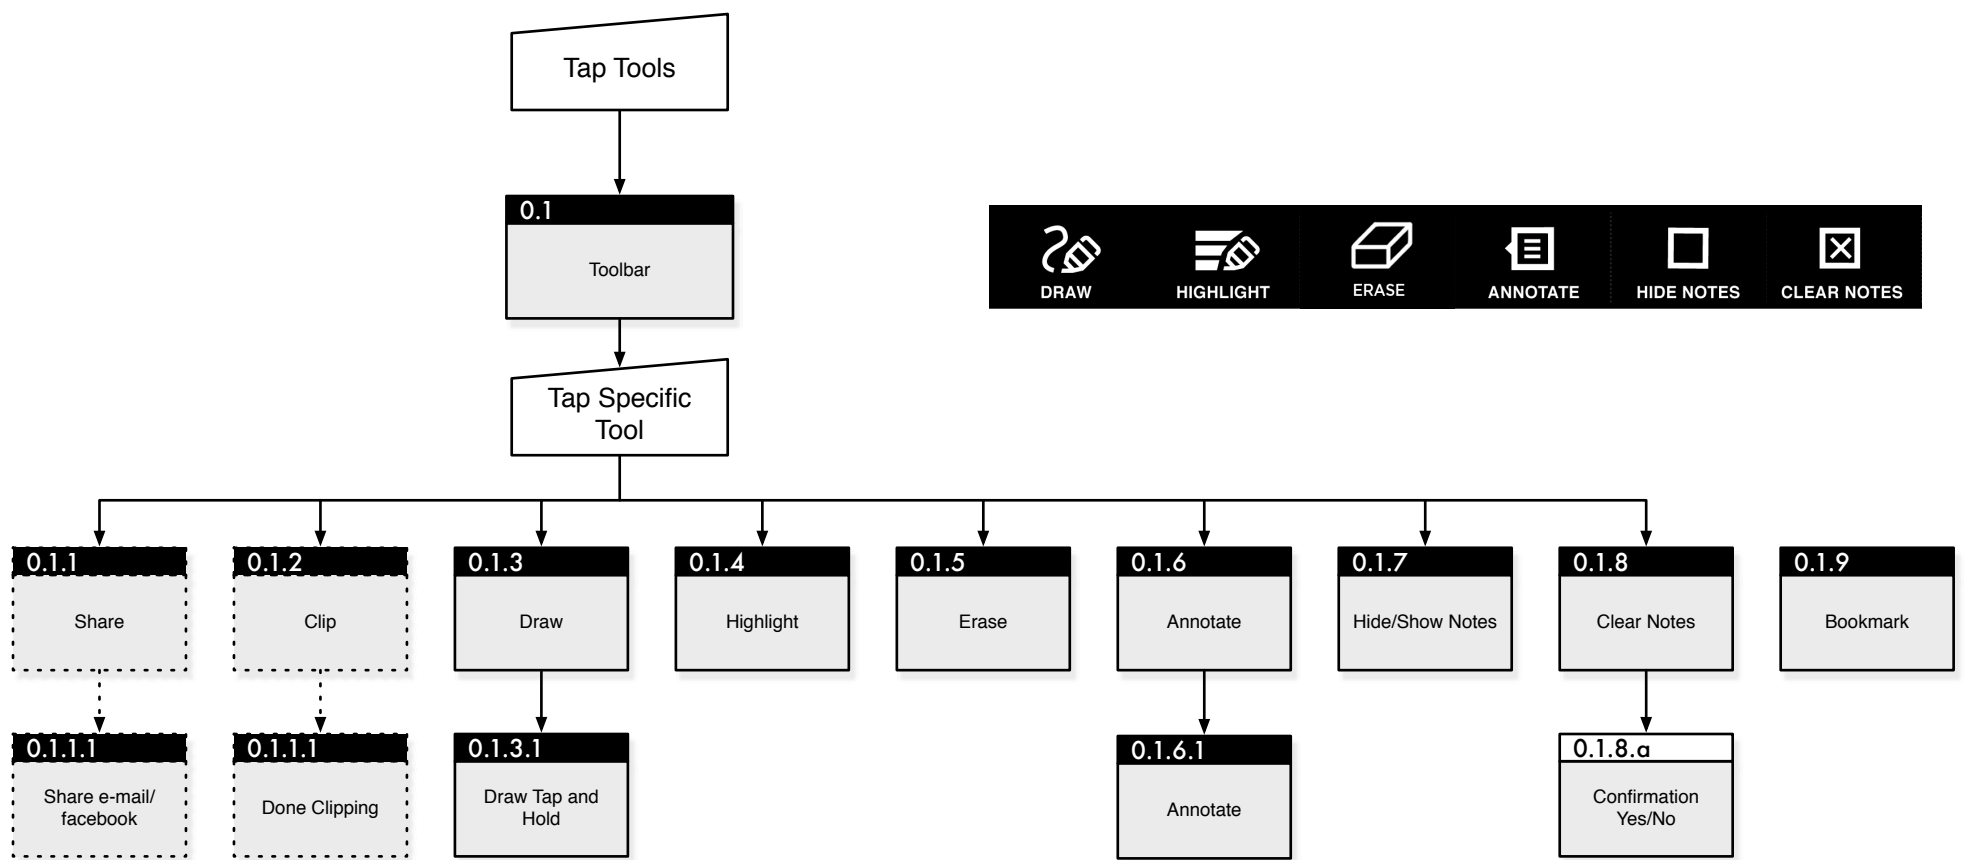 Tap Tools
0.1
Toolbar
DRAW
HIGHLIGHT
ERASE
ANNOTATE
HIDE NOTES
CLEAR NOTES
Tap Specific
Tool
0.1.1
Share
0.1.2
Clip
0.1.3
Draw
0.1.4
Highlight
0.1.5
Erase
0.1.6
Annotate
0.1.7
Hide/Show Notes
0.1.8
Clear Notes
0.1.9
Bookmark
0.1.1.1
Share e-mail/
facebook
0.1.1.1
Done Clipping
0.1.3.1
Draw Tap and
Hold
0.1.6.1
Annotate
0.1.8.a
Confirmation
Yes/No